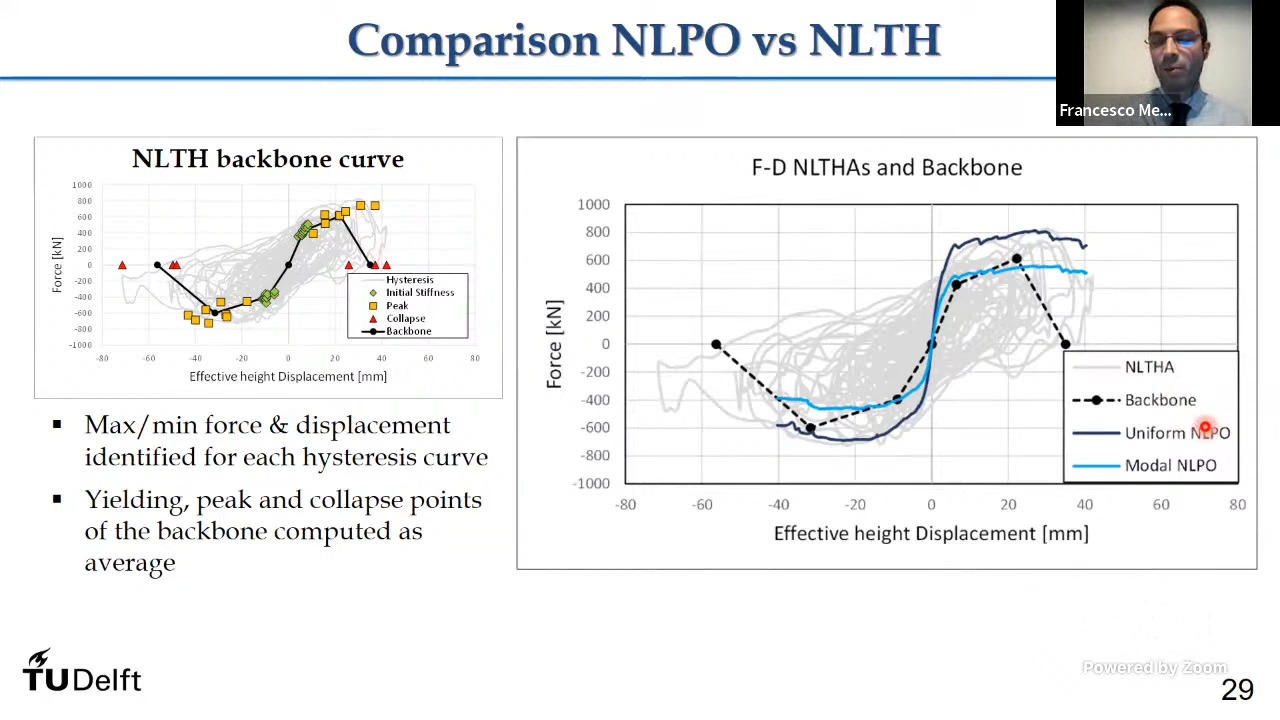 Comparison NLPO vs NLTH
Francesco Me...
NLTH backbone curve
1000
800
600
400
200
0
-200
-400
-600
-800
-1000
Force [kN]
Hysteresis
Initial Stiffness
Peak
Collapse
Backbone
-80 -60 -40 -20 0 20 40 60 80
Effective height Displacement [mm]
▪ Max/min force & displacement
identified for each hysteresis curve
▪ Yielding, peak and collapse points
of the backbone computed as
average
F-D NLTHAs and Backbone
1000
800
600
400
200
0
-200
-400
-600
-800
-1000
Force [kN]
NLTHA
Backbone
Uniform NLPO
Modal NLPO
-80 -60 -40 -20 0 20 40 60 80
Effective height Displacement [mm]
TUDelft
Powered by Zoom
29